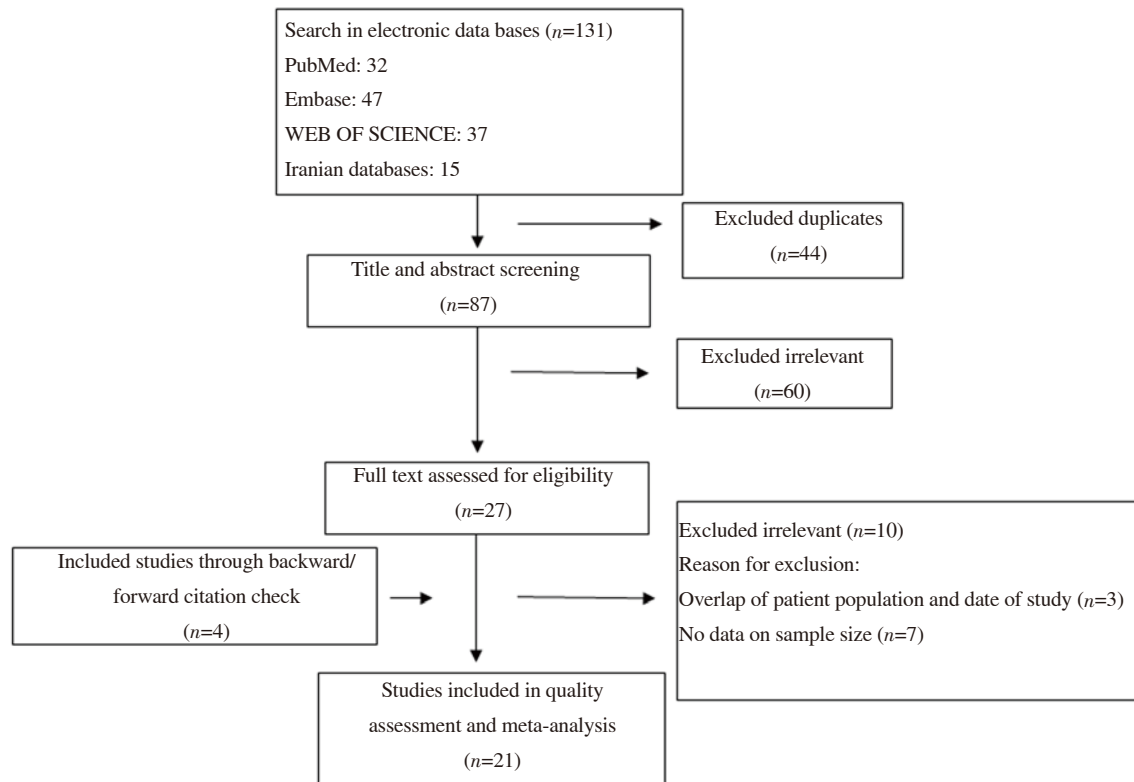 Search in electronic data bases (n=131)
PubMed: 32
Embase: 47
WEB OF SCIENCE: 37
Iranian databases: 15
Excluded duplicates
(n=44)
Title and abstract screening
(n=87)
Excluded irrelevant
(n=60)
Full text assessed for eligibility
(n=27)
Included studies through backward/
forward citation check
(n=4)
Excluded irrelevant (n=10)
Reason for exclusion:
Overlap of patient population and date of study (n=3)
No data on sample size (n=7)
Studies included in quality
assessment and meta-analysis
(n=21)